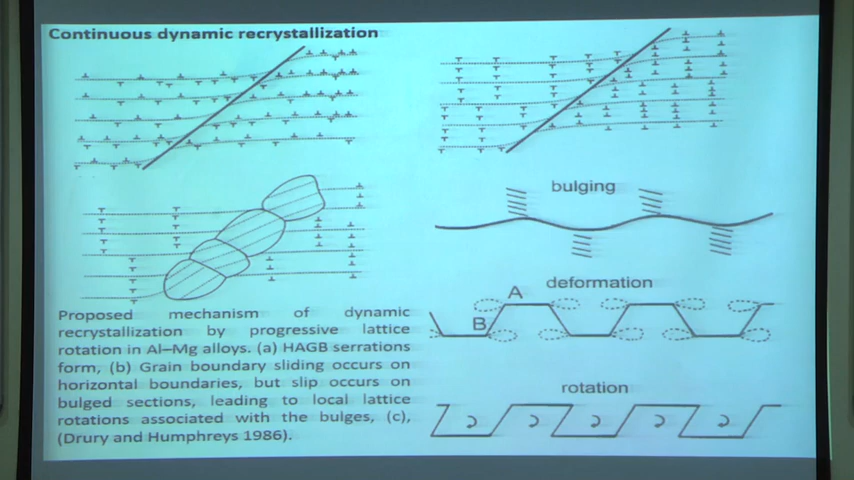 Continuous dynamic recrystallization
bulging
deformation
A
B
rotation
Proposed mechanism of dynamic
recrystallization by progressive lattice
rotation in Al–Mg alloys. (a) HAGB serrations
form, (b) Grain boundary sliding occurs on
horizontal boundaries, but slip occurs on
bulged sections, leading to local lattice
rotations associated with the bulges, (c),
(Drury and Humphreys 1986).